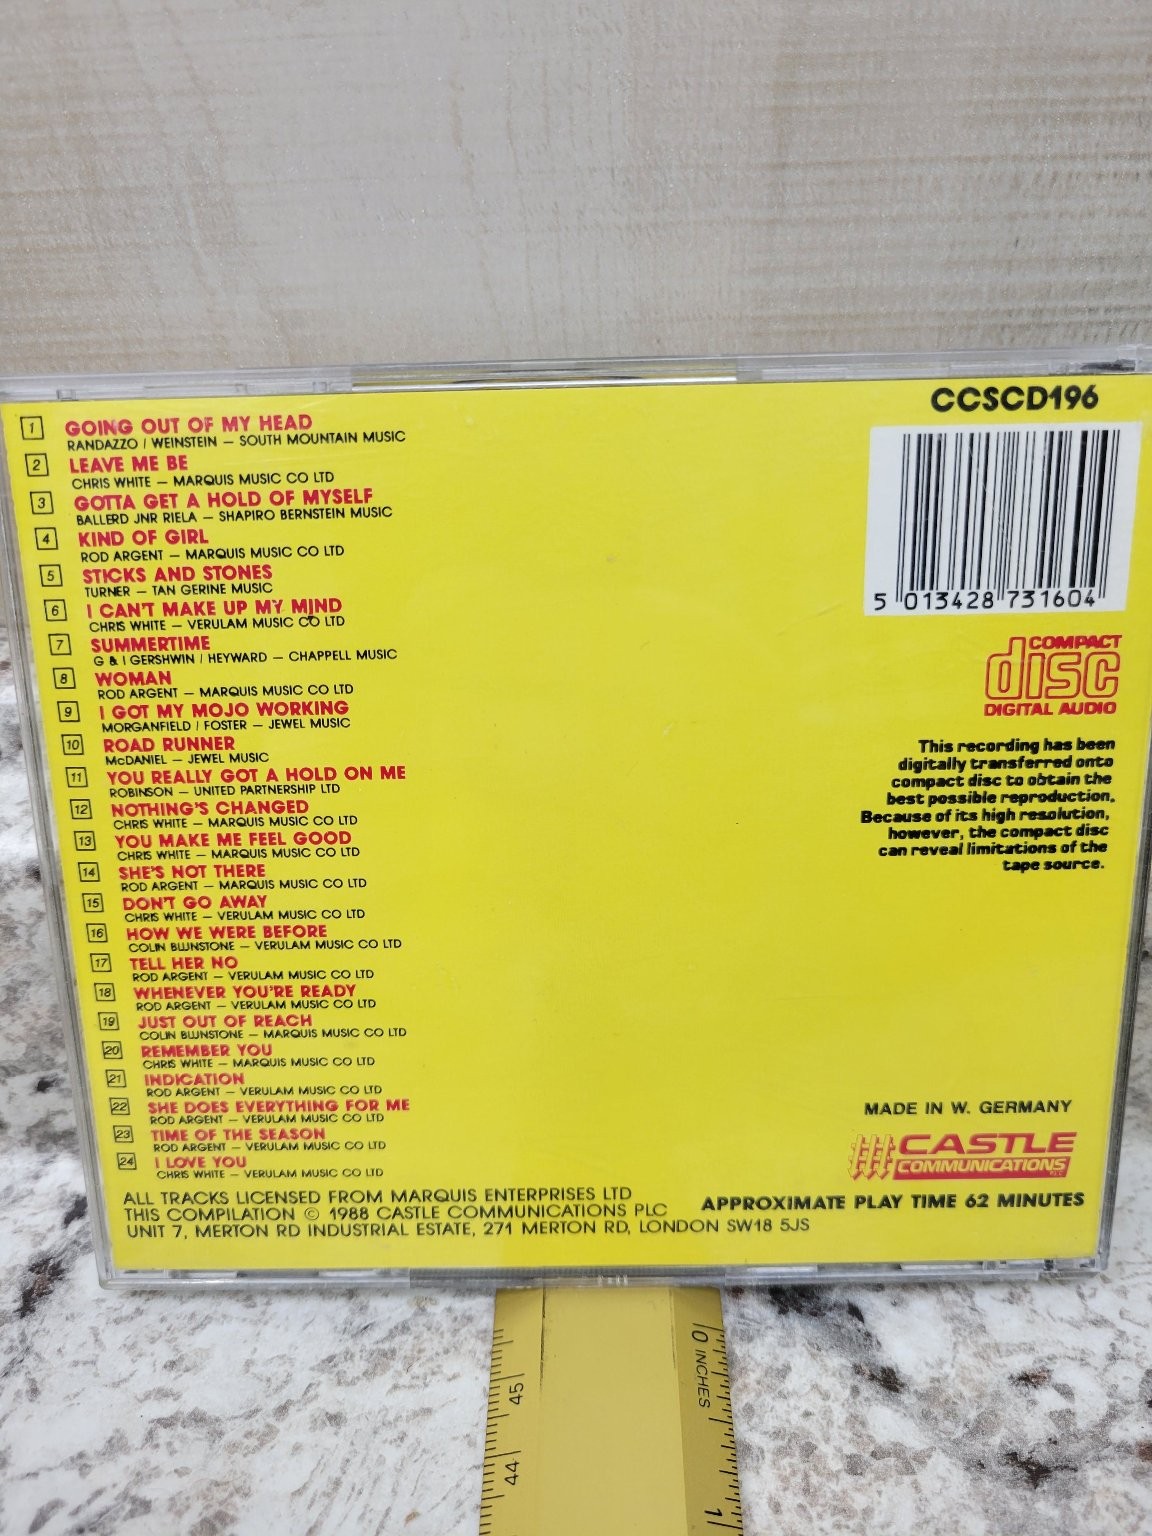 CCSCD196
1 GOING OUT OF MY HEAD
RANDAZZO / WEINSTEIN — SOUTH MOUNTAIN MUSIC
2 LEAVE ME BE
CHRIS WHITE — MARQUIS MUSIC CO LTD
3 GOTTA GET A HOLD OF MYSELF
BALLERD JNR RIELA — SHAPIRO BERNSTEIN MUSIC
4 KIND OF GIRL
ROD ARGENT — MARQUIS MUSIC CO LTD
5 STICKS AND STONES
TURNER — TAN GERINE MUSIC
6 I CAN'T MAKE UP MY MIND
CHRIS WHITE — VERULAM MUSIC CO LTD
7 SUMMERTIME
G & I GERSHWIN / HEYWARD — CHAPPELL MUSIC
8 WOMAN
ROD ARGENT — MARQUIS MUSIC CO LTD
9 I GOT MY MOJO WORKING
MORGANFIELD / FOSTER — JEWEL MUSIC
10 ROAD RUNNER
McDANIEL — JEWEL MUSIC
11 YOU REALLY GOT A HOLD ON ME
ROBINSON — UNITED PARTNERSHIP LTD
12 NOTHING'S CHANGED
CHRIS WHITE — MARQUIS MUSIC CO LTD
13 YOU MAKE ME FEEL GOOD
CHRIS WHITE — MARQUIS MUSIC CO LTD
14 SHE'S NOT THERE
ROD ARGENT — MARQUIS MUSIC CO LTD
15 DON'T GO AWAY
CHRIS WHITE — VERULAM MUSIC CO LTD
16 HOW WE WERE BEFORE
COLIN BLUNSTONE — VERULAM MUSIC CO LTD
17 TELL HER NO
ROD ARGENT — VERULAM MUSIC CO LTD
18 WHENEVER YOU'RE READY
ROD ARGENT — VERULAM MUSIC CO LTD
19 JUST OUT OF REACH
COLIN BLUNSTONE — MARQUIS MUSIC CO LTD
20 REMEMBER YOU
CHRIS WHITE — MARQUIS MUSIC CO LTD
21 INDICATION
ROD ARGENT — VERULAM MUSIC CO LTD
22 SHE DOES EVERYTHING FOR ME
ROD ARGENT — VERULAM MUSIC CO LTD
23 TIME OF THE SEASON
ROD ARGENT — VERULAM MUSIC CO LTD
24 I LOVE YOU
CHRIS WHITE — VERULAM MUSIC CO LTD
5 013428 731604
COMPACT
disc
DIGITAL AUDIO
This recording has been
digitally transferred onto
compact disc to obtain the
best possible reproduction.
Because of its high resolution,
however, the compact disc
can reveal limitations of the
tape source.
MADE IN W. GERMANY
CASTLE
COMMUNICATIONS
APPROXIMATE PLAY TIME 62 MINUTES
ALL TRACKS LICENSED FROM MARQUIS ENTERPRISES LTD
THIS COMPILATION © 1988 CASTLE COMMUNICATIONS PLC
UNIT 7, MERTON RD INDUSTRIAL ESTATE, 271 MERTON RD, LONDON SW18 5JS
0 INCHES
1
45
44